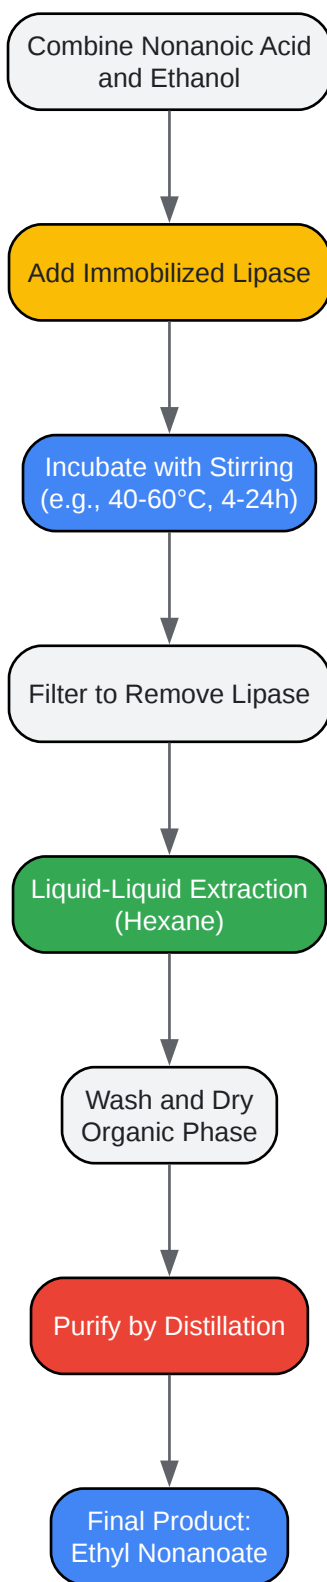 Combine Nonanoic Acid
and Ethanol
Add Immobilized Lipase
Incubate with Stirring
(e.g., 40-60°C, 4-24h)
Filter to Remove Lipase
Liquid-Liquid Extraction
(Hexane)
Wash and Dry
Organic Phase
Purify by Distillation
Final Product:
Ethyl Nonanoate